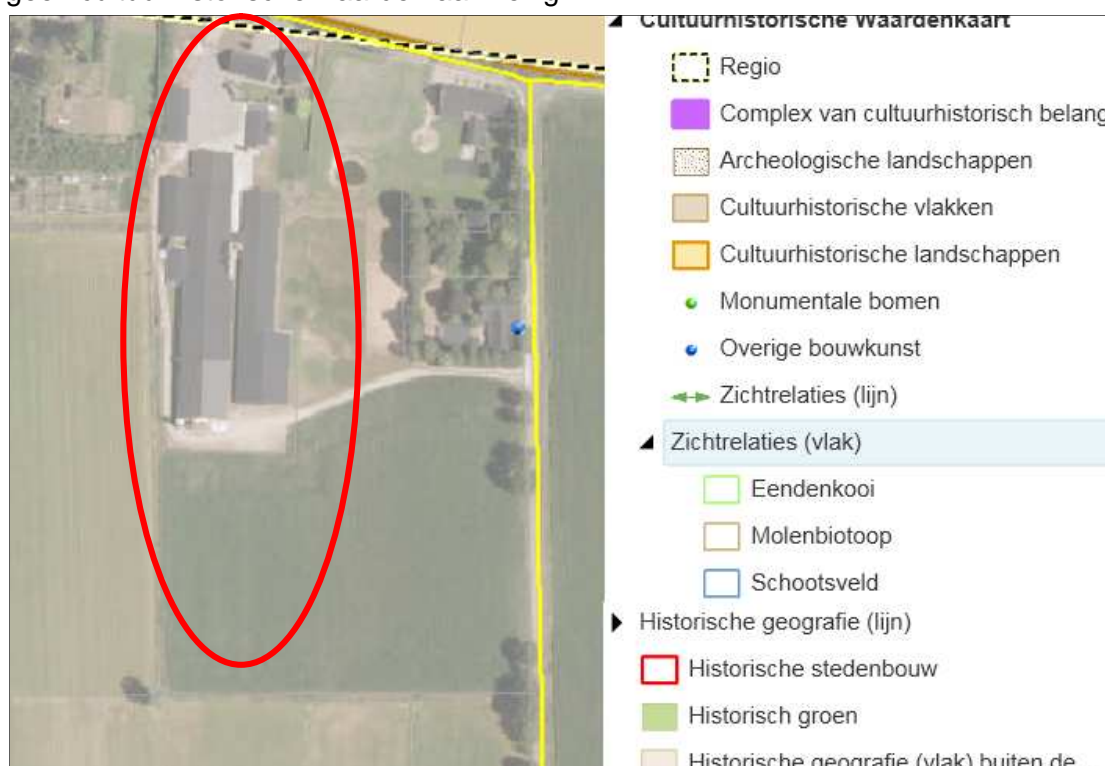 Cultuurhistorische Waardenkaart
Regio
Complex van cultuurhistorisch belang
Archeologische landschappen
Cultuurhistorische vlakken
Cultuurhistorische landschappen
Monumentale bomen
Overige bouwkunst
Zichtrelaties (lijn)
Zichtrelaties (vlak)
Eendenkooi
Molenbiotoop
Schootsveld
Historische geografie (lijn)
Historische stedenbouw
Historisch groen
Historische geografie (vlak) buiten de